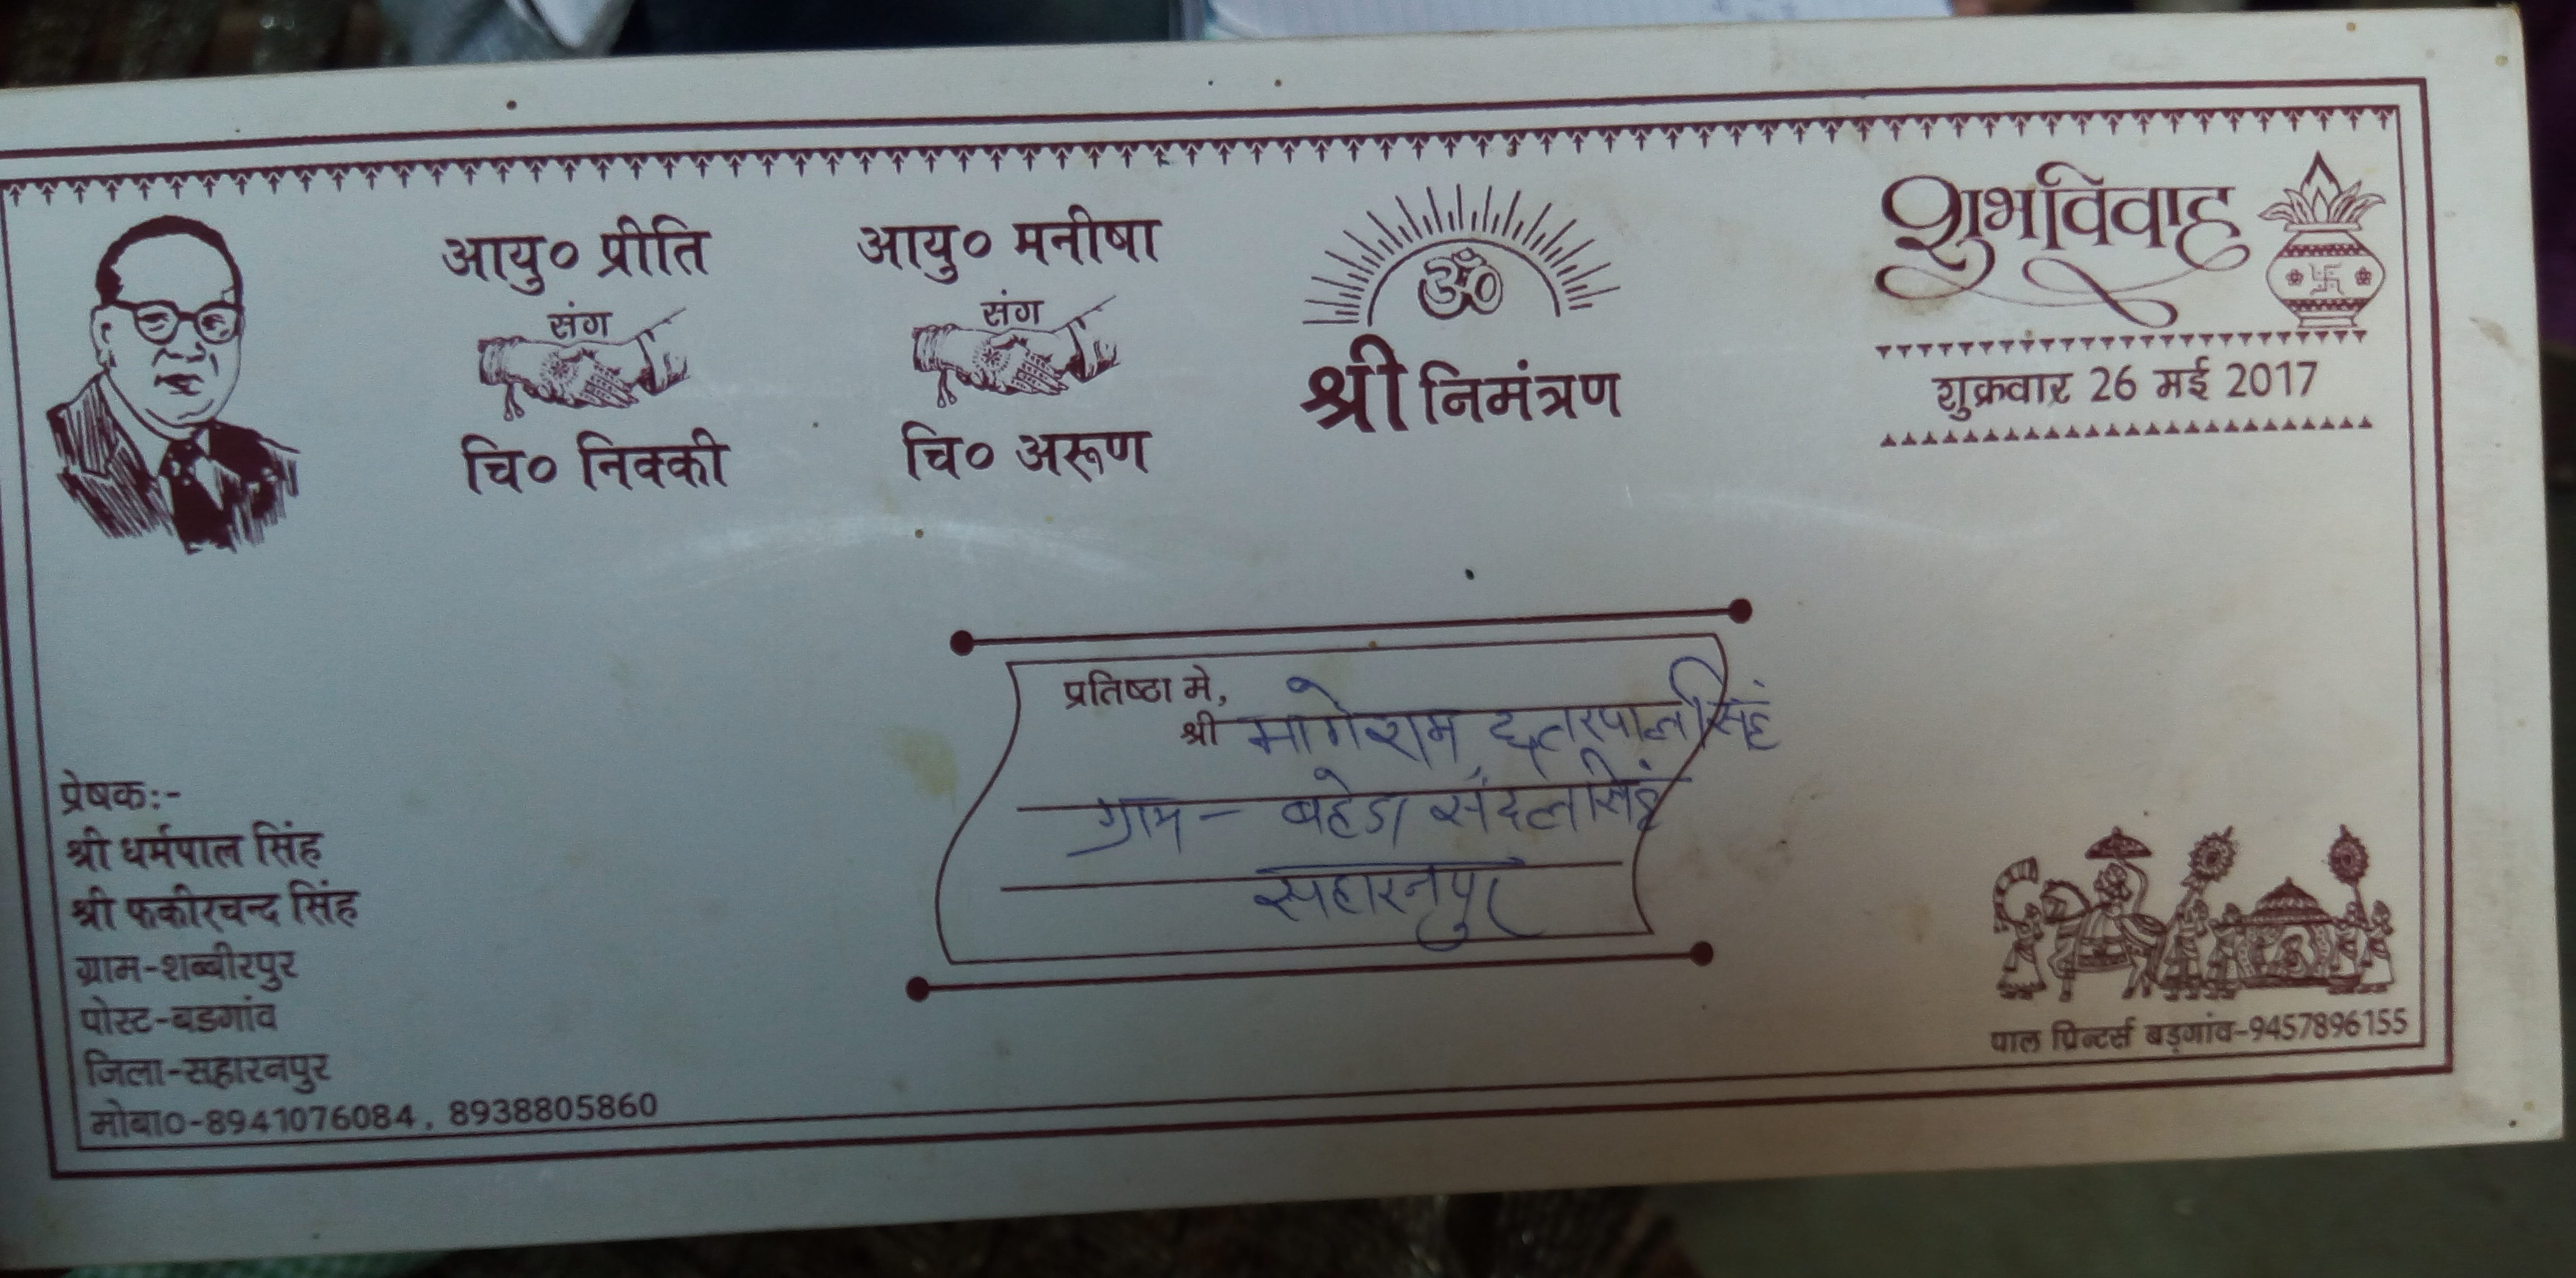 आयु० प्रीति
संग
चि० निक्की
आयु० मनीषा
संग
चि० अरूण
ॐ
श्री निमंत्रण
शुभविवाह
शुक्रवार 26 मई 2017
प्रतिष्ठा मे,
श्री मागेराम छतरपाल सिंह
ग्राम - बहेडा सँदलसिंह
सहारनपुर
प्रेषकः-
श्री धर्मपाल सिंह
श्री फकीरचन्द सिंह
ग्राम-शब्बीरपुर
पोस्ट-बडगांव
जिला-सहारनपुर
मोबा0-8941076084, 8938805860
पाल प्रिन्टर्स बड़गांव-9457896155